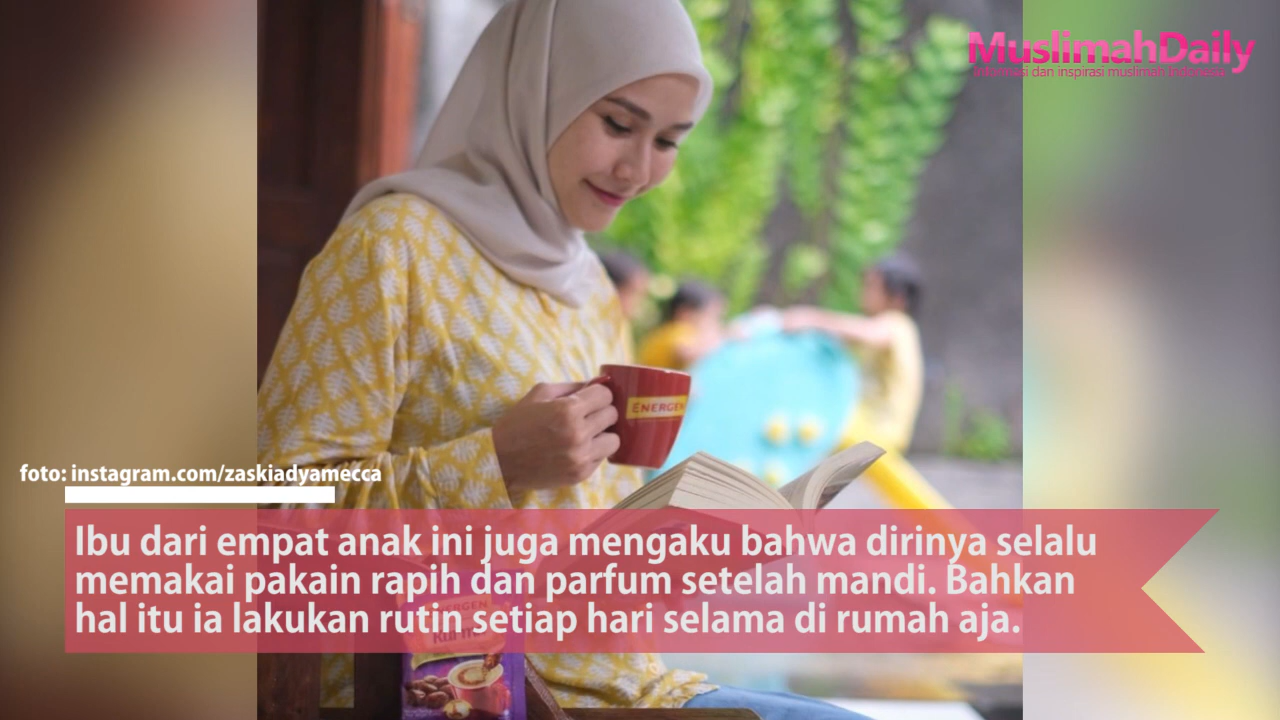 MuslimahDaily
informasi dan inspirasi muslimah Indonesia
ENERGEN
foto: instagram.com/zaskiadyamecca
Ibu dari empat anak ini juga mengaku bahwa dirinya selalu
memakai pakain rapih dan parfum setelah mandi. Bahkan
hal itu ia lakukan rutin setiap hari selama di rumah aja.